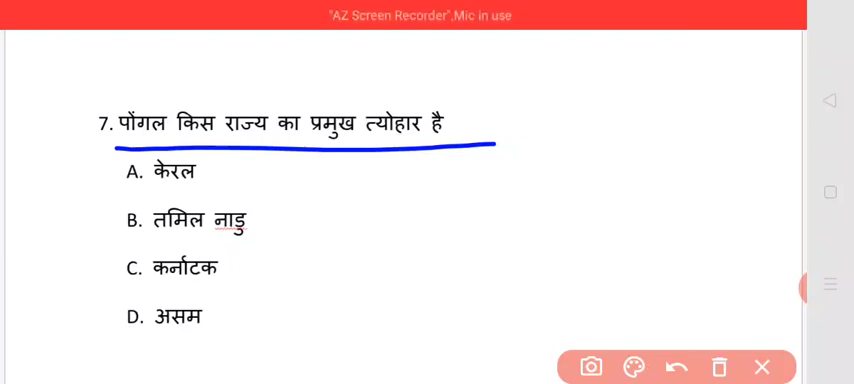 "AZ Screen Recorder",Mic in use
7. पोंगल किस राज्य का प्रमुख त्योहार है
A. केरल
B. तमिल नाडु
C. कर्नाटक
D. असम